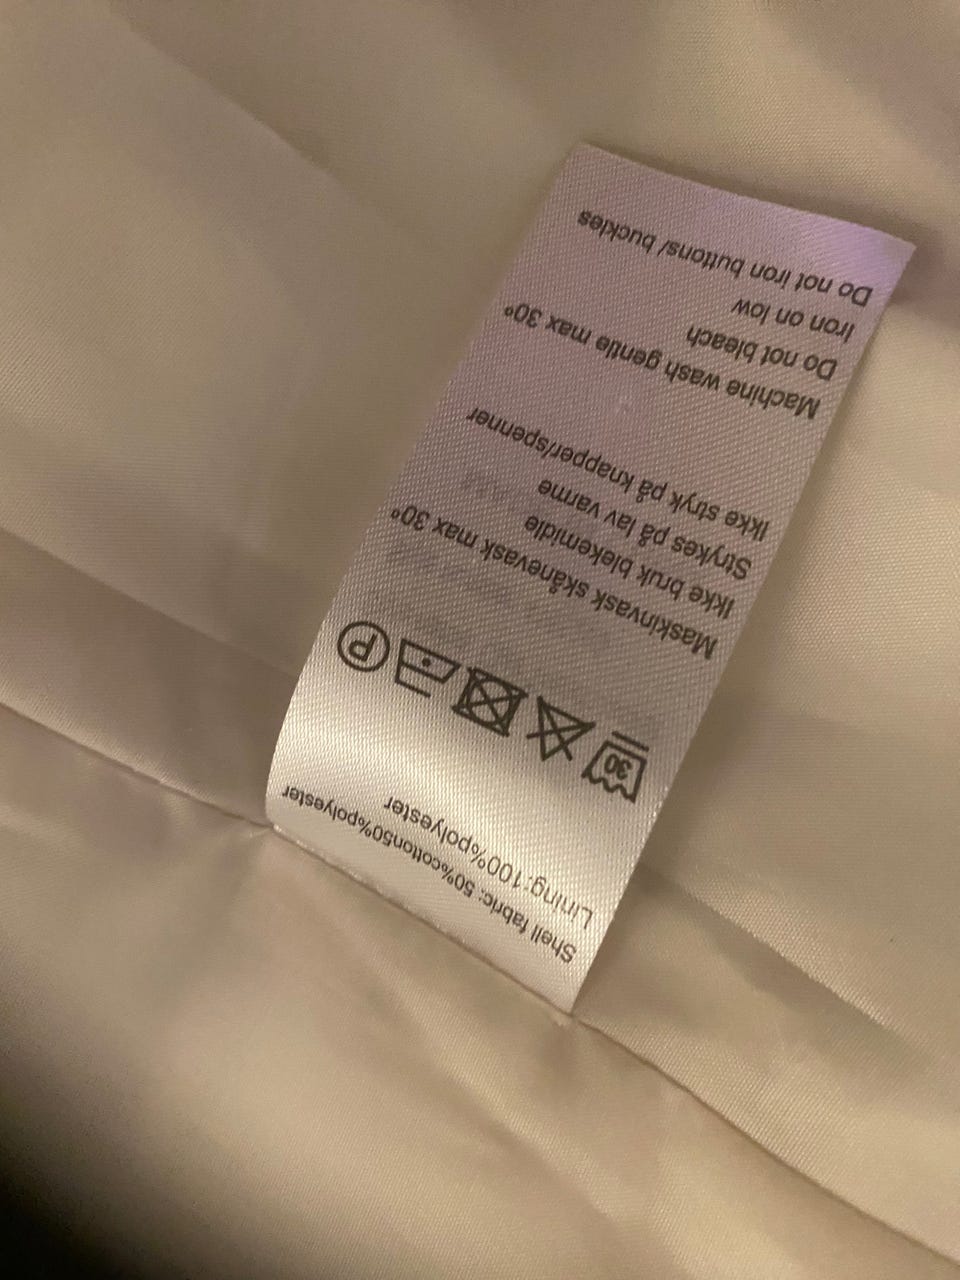 Shell fabric: 50%cotton50%polyester
Lining:100%polyester
30
P
Maskinvask skånevask max 30°
Ikke bruk blekemidle
Strykes på lav varme
Ikke stryk på knapper/spenner
Machine wash gentle max 30°
Do not bleach
Iron on low
Do not Iron buttons/ buckles